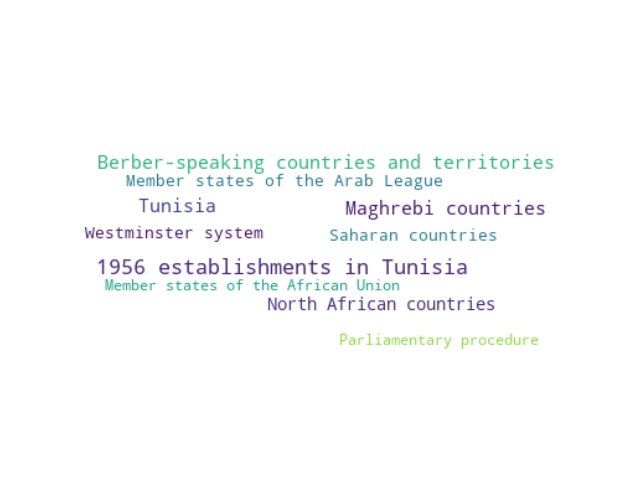 Berber-speaking countries and territories
Member states of the Arab League
Tunisia
Maghrebi countries
Westminster system
Saharan countries
1956 establishments in Tunisia
Member states of the African Union
North African countries
Parliamentary procedure